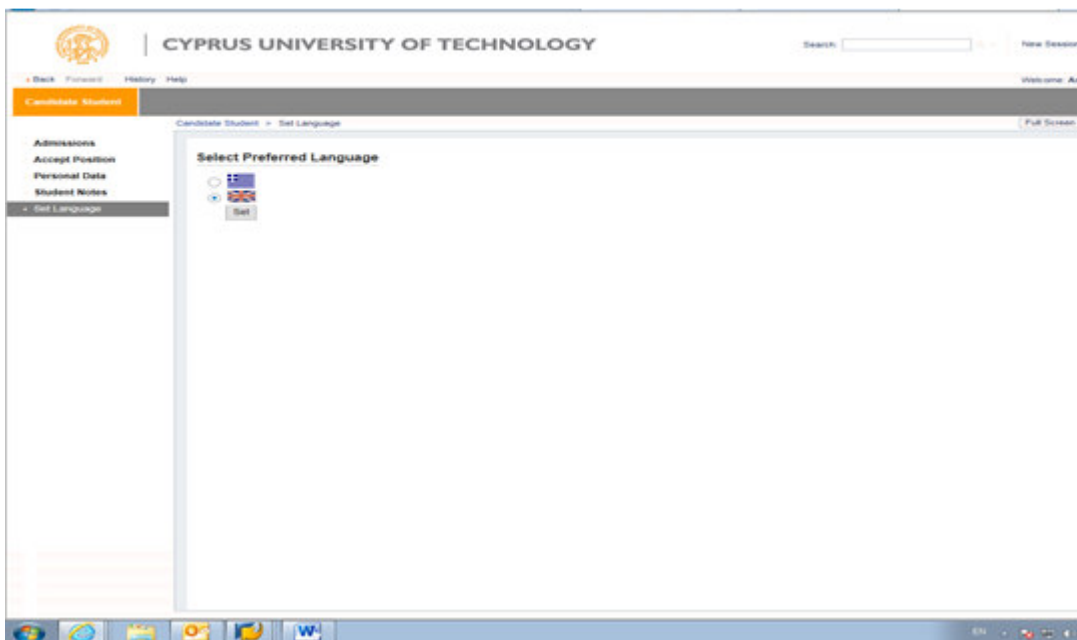 CYPRUS UNIVERSITY OF TECHNOLOGY
Search:
New Session
Back Forward History Help
Welcome:
Candidate Student
Candidate Student > Set Language
Full Screen
Admissions
Accept Position
Personal Data
Student Notes
Set Language
Select Preferred Language
Set
EN